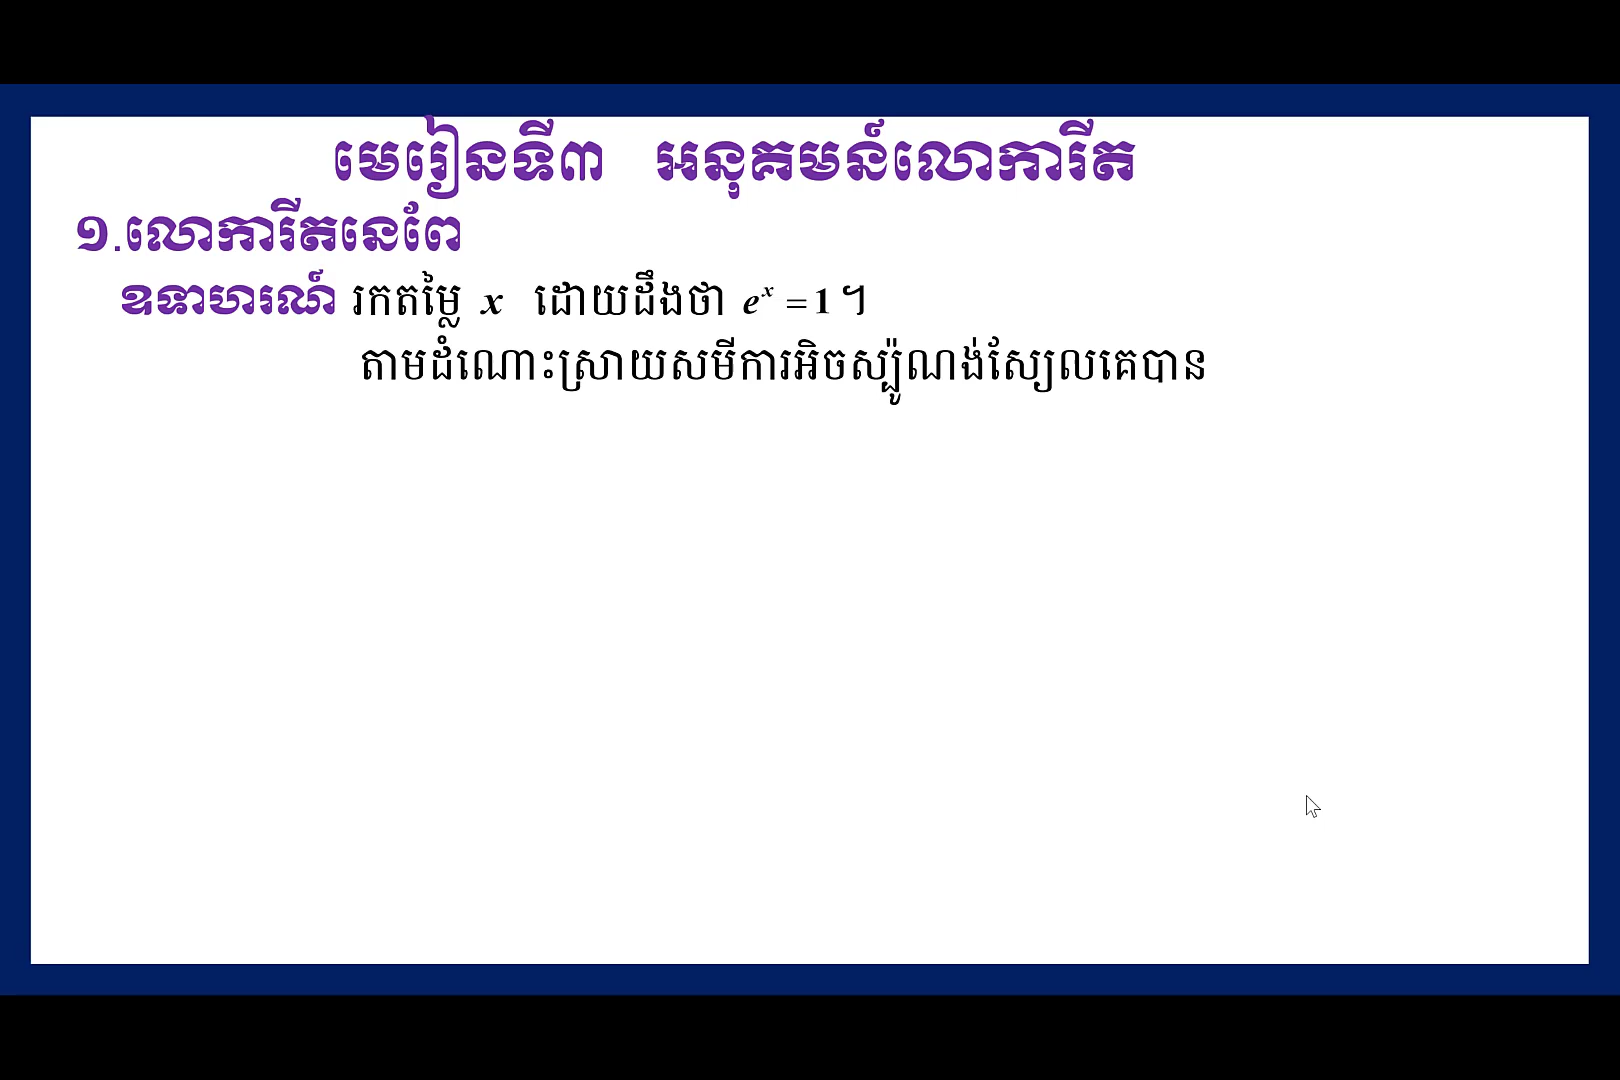 មេរៀនទី៣ អនុគមន៍លោការីត
១.លោការីតនេពែ
ឧទាហរណ៍ រកតម្លៃ x ដោយដឹងថា eˣ = 1 ។
តាមដំណោះស្រាយសមីការអិចស្ប៉ូណង់ស្យែលគេបាន